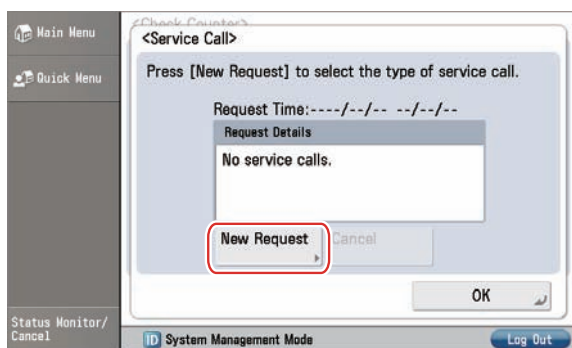 Main Menu
Quick Menu
<Check Counter>
<Service Call>
Press [New Request] to select the type of service call.
Request Time:----/--/-- --/--/--
Request Details
No service calls.
New Request
Cancel
OK
Status Monitor/
Cancel
ID System Management Mode
Log Out